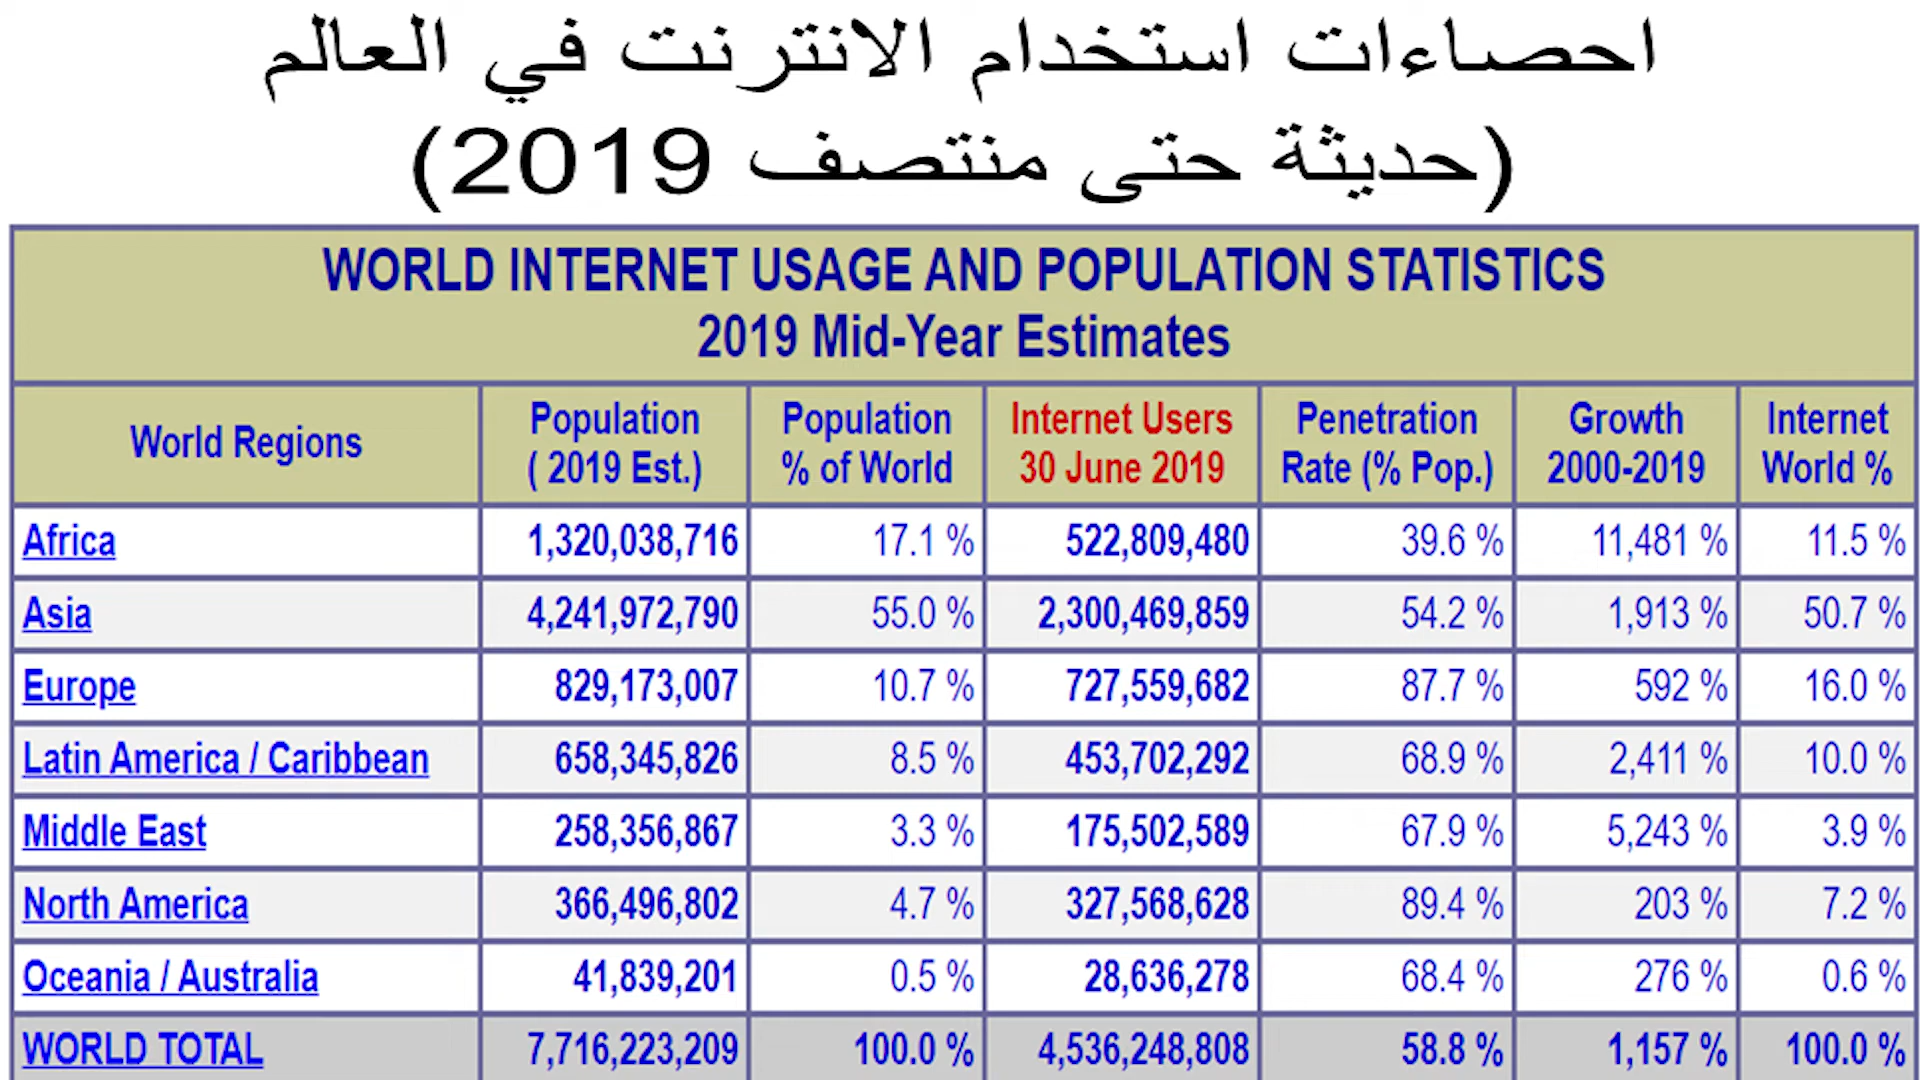 احصاءات استخدام الانترنت في العالم
(حديثة حتى منتصف 2019)
WORLD INTERNET USAGE AND POPULATION STATISTICS
2019 Mid-Year Estimates
World Regions Population ( 2019 Est.) Population % of World Internet Users 30 June 2019 Penetration Rate (% Pop.) Growth 2000-2019 Internet World %
Africa 1,320,038,716 17.1 % 522,809,480 39.6 % 11,481 % 11.5 %
Asia 4,241,972,790 55.0 % 2,300,469,859 54.2 % 1,913 % 50.7 %
Europe 829,173,007 10.7 % 727,559,682 87.7 % 592 % 16.0 %
Latin America / Caribbean 658,345,826 8.5 % 453,702,292 68.9 % 2,411 % 10.0 %
Middle East 258,356,867 3.3 % 175,502,589 67.9 % 5,243 % 3.9 %
North America 366,496,802 4.7 % 327,568,628 89.4 % 203 % 7.2 %
Oceania / Australia 41,839,201 0.5 % 28,636,278 68.4 % 276 % 0.6 %
WORLD TOTAL 7,716,223,209 100.0 % 4,536,248,808 58.8 % 1,157 % 100.0 %